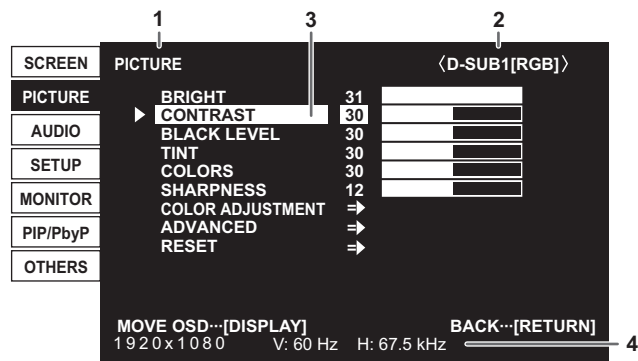 1 3 2
SCREEN
PICTURE
AUDIO
SETUP
MONITOR
PIP/PbyP
OTHERS
PICTURE 〈D-SUB1[RGB]〉
BRIGHT 31
CONTRAST 30
BLACK LEVEL 30
TINT 30
COLORS 30
SHARPNESS 12
COLOR ADJUSTMENT
ADVANCED
RESET
MOVE OSD···[DISPLAY] BACK···[RETURN]
1920x1080 V: 60 Hz H: 67.5 kHz 4